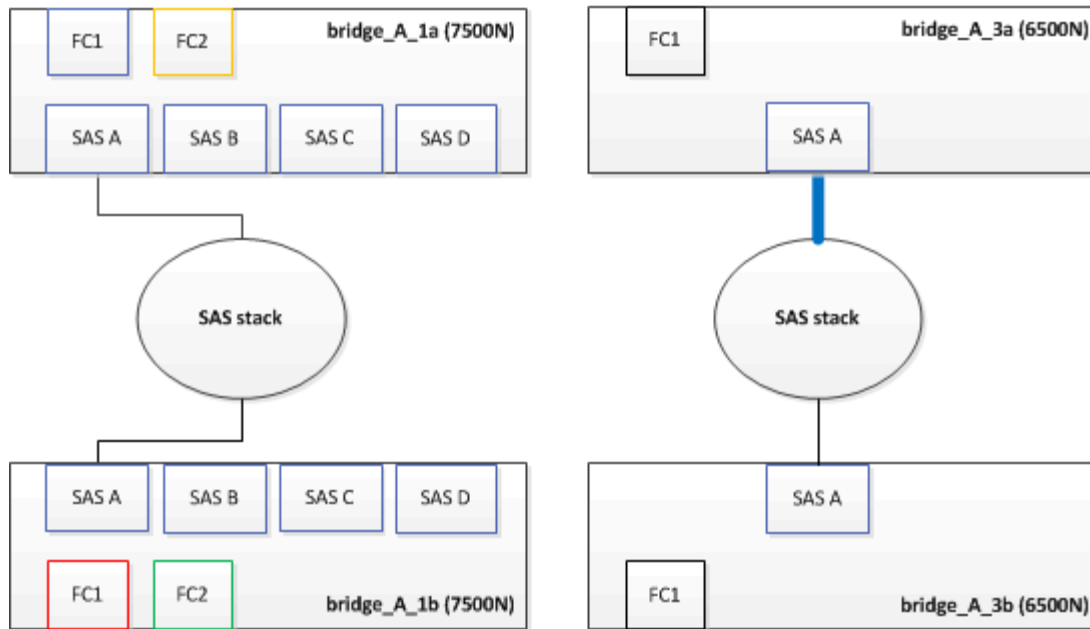 bridge_A_1a (7500N)
FC1
FC2
SAS A
SAS B
SAS C
SAS D
SAS stack
SAS A
SAS B
SAS C
SAS D
FC1
FC2
bridge_A_1b (7500N)
bridge_A_3a (6500N)
FC1
SAS A
SAS stack
SAS A
FC1
bridge_A_3b (6500N)